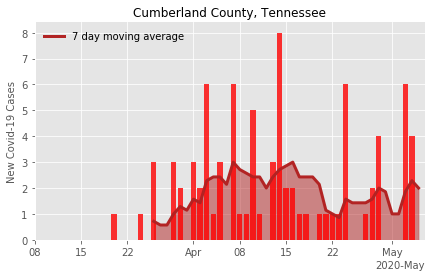 Cumberland County, Tennessee
7 day moving average
New Covid-19 Cases
8
7
6
5
4
3
2
1
0
08 15 22 Apr 08 15 22 May
2020-May